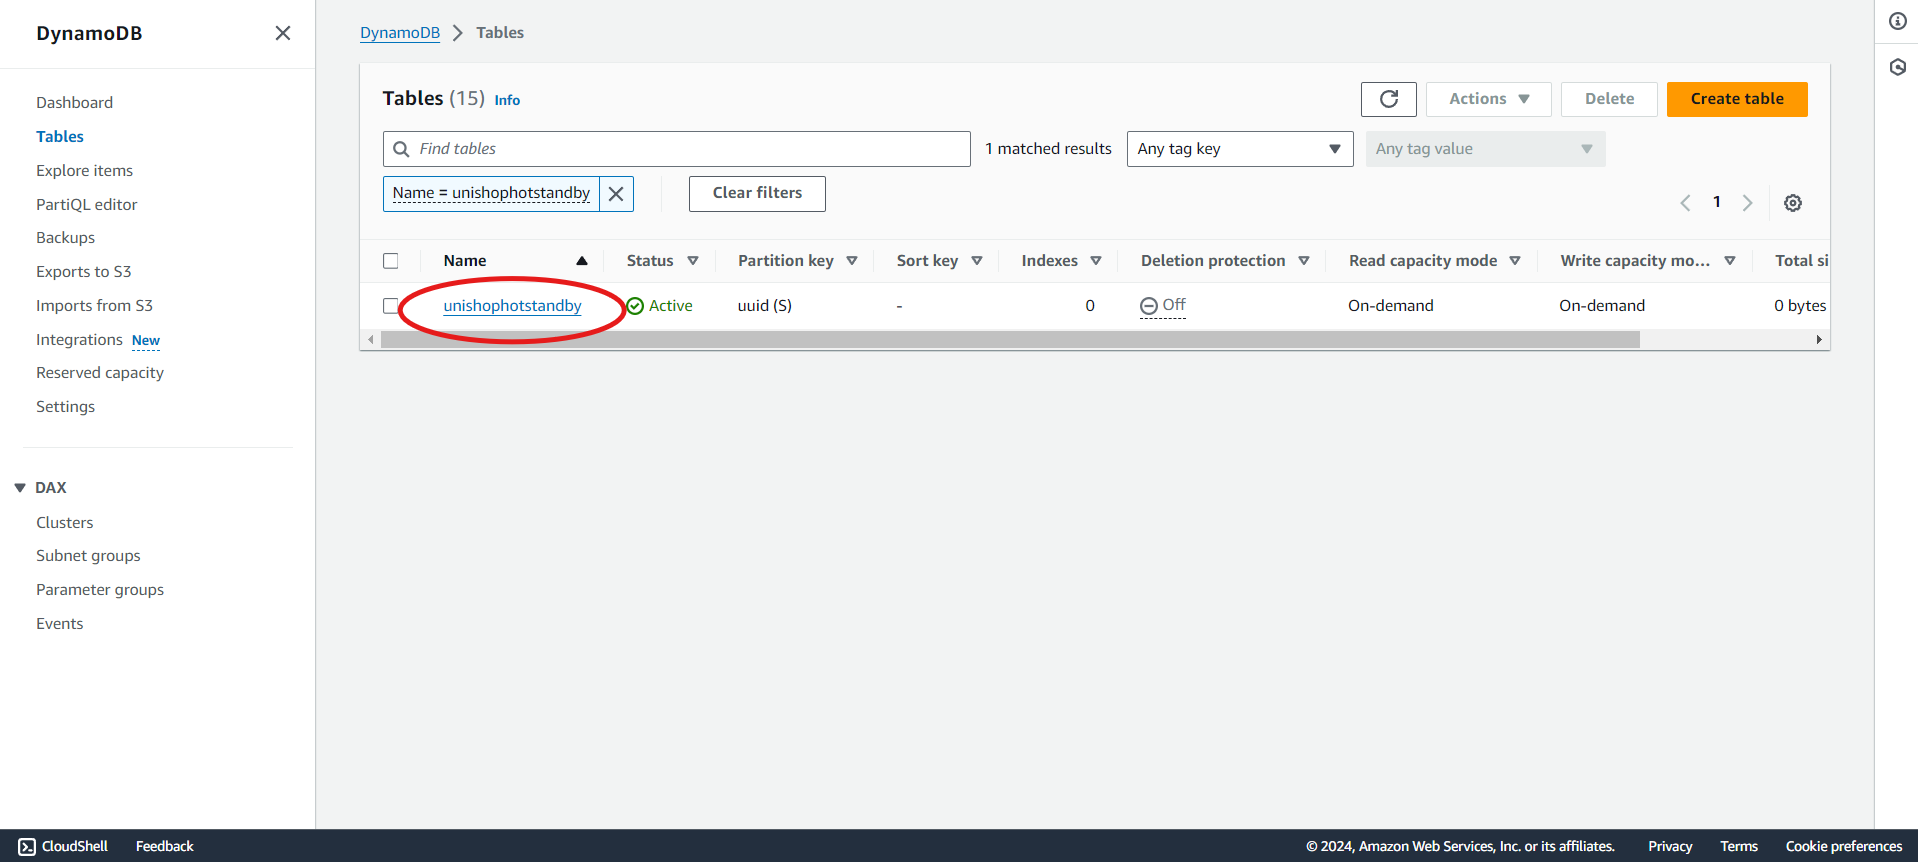 DynamoDB
Dashboard
Tables
Explore items
PartiQL editor
Backups
Exports to S3
Imports from S3
Integrations New
Reserved capacity
Settings
DAX
Clusters
Subnet groups
Parameter groups
Events
DynamoDB Tables
Tables (15) Info
Actions Delete Create table
Find tables 1 matched results Any tag key Any tag value
Name = unishophotstandby Clear filters
1
Name Status Partition key Sort key Indexes Deletion protection Read capacity mode Write capacity mo... Total si
unishophotstandby Active uuid (S) - 0 Off On-demand On-demand 0 bytes
CloudShell Feedback © 2024, Amazon Web Services, Inc. or its affiliates. Privacy Terms Cookie preferences